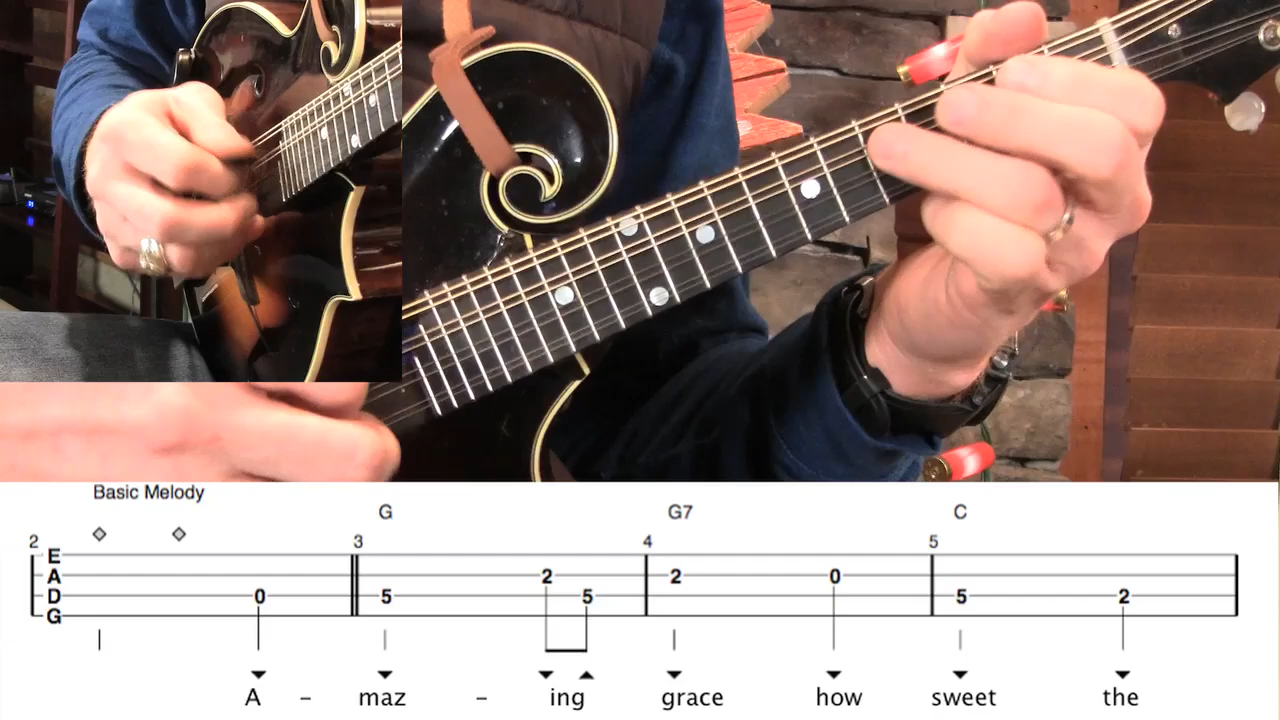 Basic Melody
G G7 C
2 3 4 5
E
A 2 2 0
D 0 5 5 5 2
G
A - maz - ing grace how sweet the